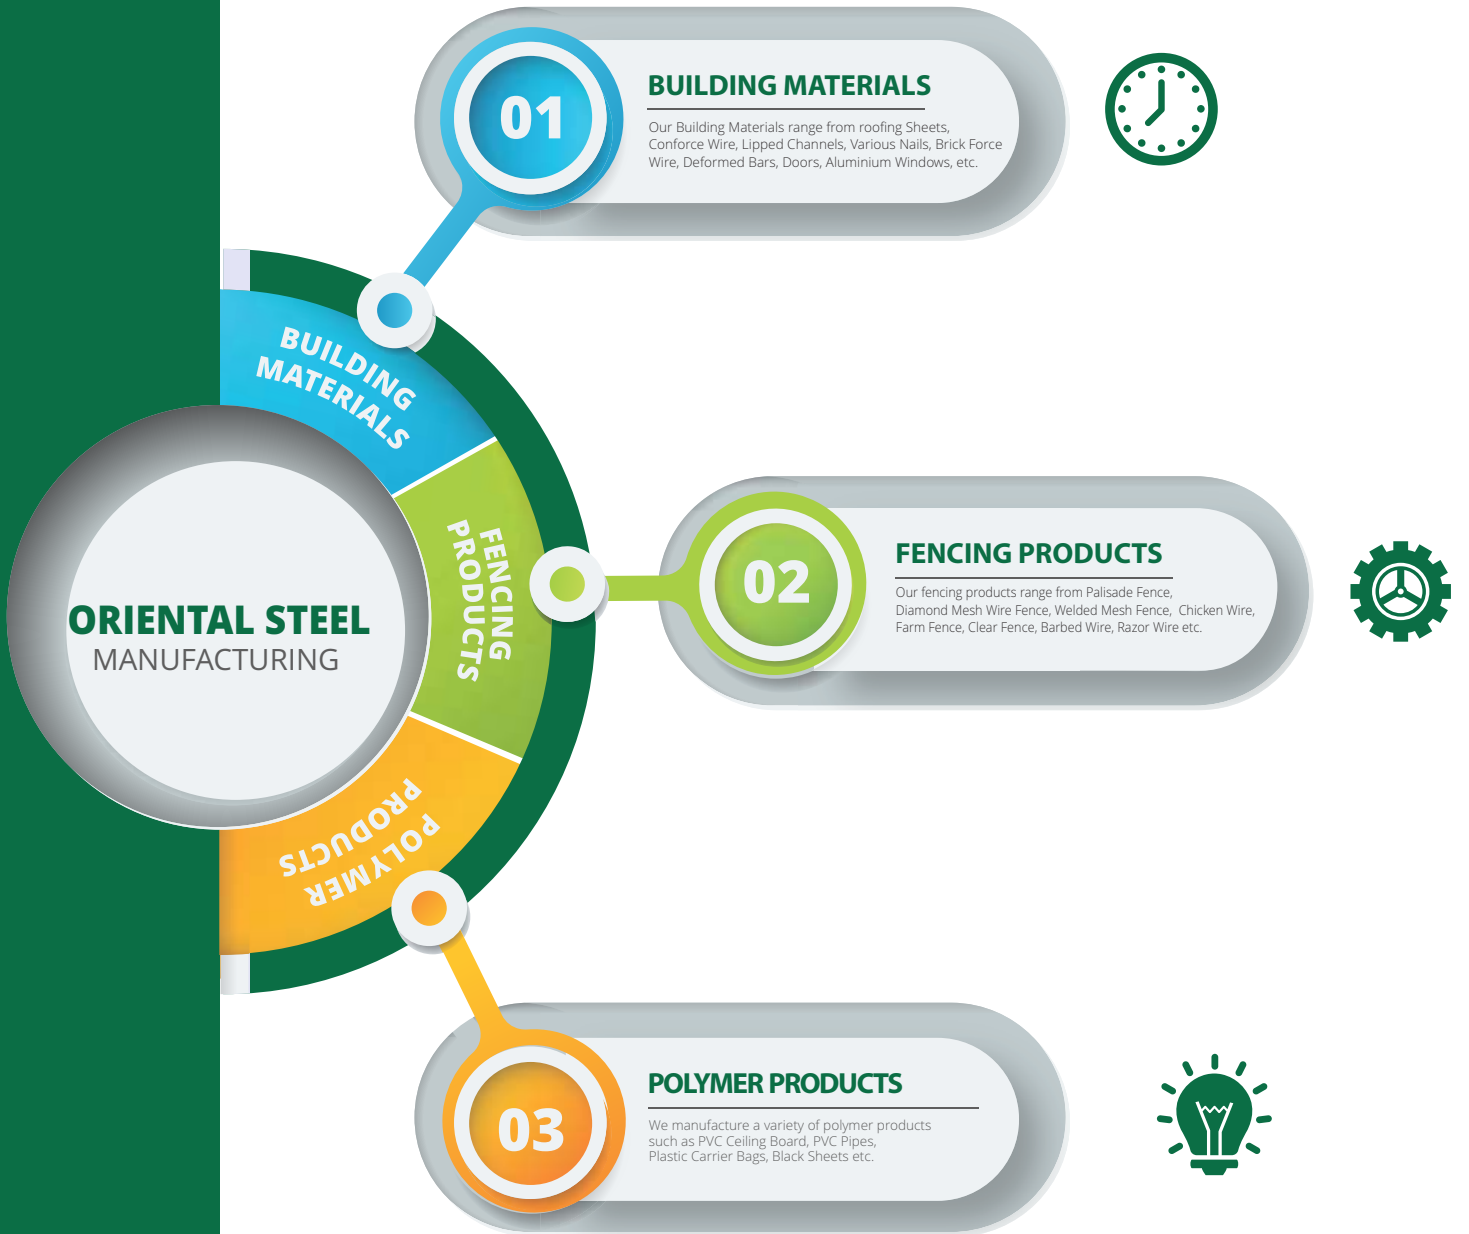 01
BUILDING MATERIALS
Our Building Materials range from roofing Sheets,
Conforce Wire, Lipped Channels, Various Nails, Brick Force
Wire, Deformed Bars, Doors, Aluminium Windows, etc.
BUILDING
MATERIALS
FENCING
PRODUCTS
02
FENCING PRODUCTS
Our fencing products range from Palisade Fence,
Diamond Mesh Wire Fence, Welded Mesh Fence, Chicken Wire,
Farm Fence, Clear Fence, Barbed Wire, Razor Wire etc.
ORIENTAL STEEL
MANUFACTURING
POLYMER
PRODUCTS
03
POLYMER PRODUCTS
We manufacture a variety of polymer products
such as PVC Ceiling Board, PVC Pipes,
Plastic Carrier Bags, Black Sheets etc.